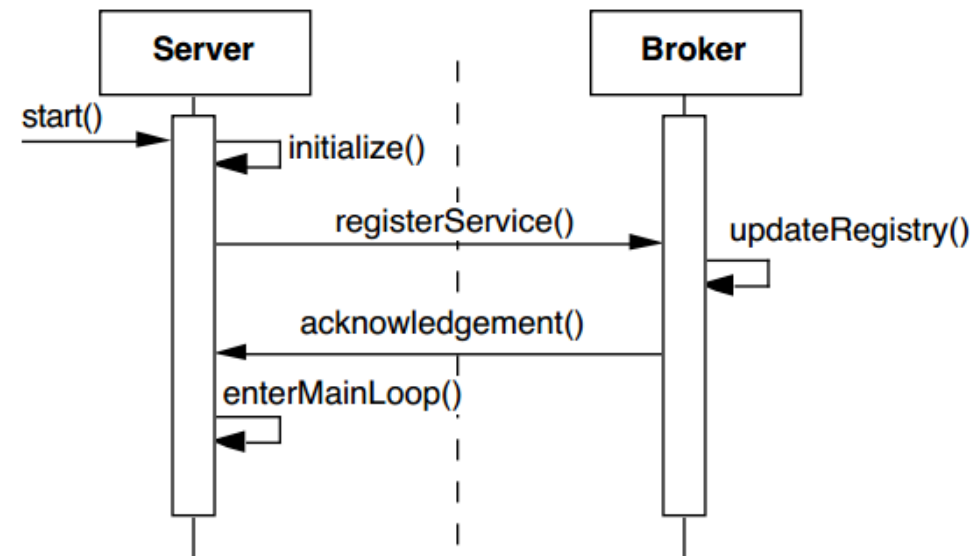 Server
Broker
start()
initialize()
registerService()
updateRegistry()
acknowledgement()
enterMainLoop()